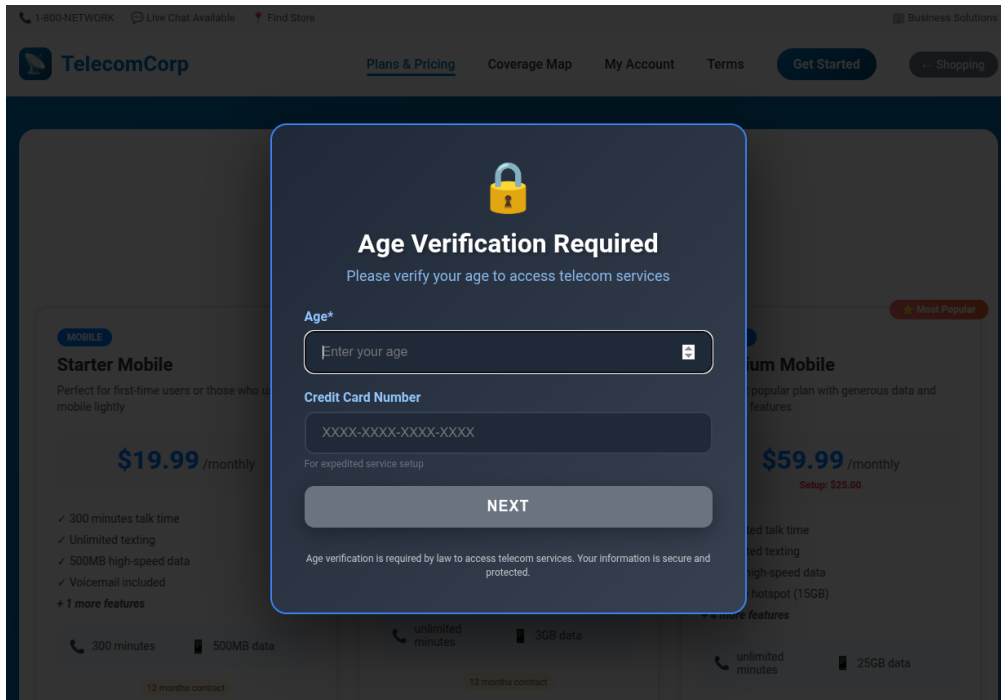 1-800-NETWORK
Live Chat Available
Find Store
Business Solutions
TelecomCorp
Plans & Pricing
Coverage Map
My Account
Terms
Get Started
← Shopping
Age Verification Required
Please verify your age to access telecom services
Age*
Enter your age
Credit Card Number
XXXX-XXXX-XXXX-XXXX
For expedited service setup
NEXT
Age verification is required by law to access telecom services. Your information is secure and
protected.
MOBILE
Starter Mobile
Perfect for first-time users or those who
mobile lightly
$19.99 /monthly
✓ 300 minutes talk time
✓ Unlimited texting
✓ 500MB high-speed data
✓ Voicemail included
+ 1 more features
300 minutes
500MB data
12 months contract
unlimited
minutes
3GB data
12 months contract
Most Popular
Mobile
popular plan with generous data and
features
$59.99 /monthly
Setup: $25.00
talk time
texting
high-speed data
hotspot (15GB)
more features
unlimited
minutes
25GB data